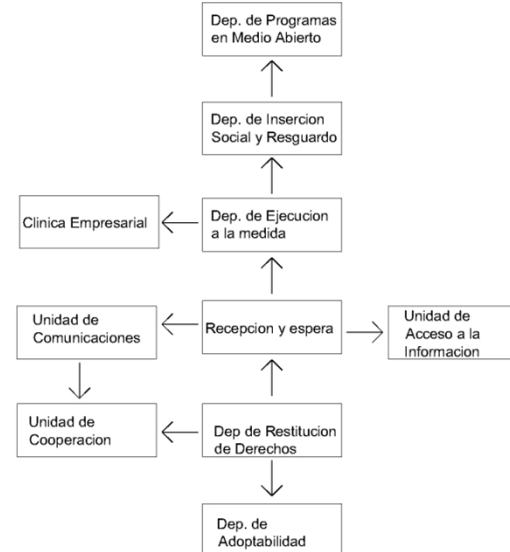 Dep. de Programas
en Medio Abierto
Dep. de Insercion
Social y Resguardo
Clinica Empresarial
Dep. de Ejecucion
a la medida
Unidad de
Comunicaciones
Recepcion y espera
Unidad de
Acceso a la
Informacion
Unidad de
Cooperacion
Dep de Restitucion
de Derechos
Dep. de
Adoptabilidad